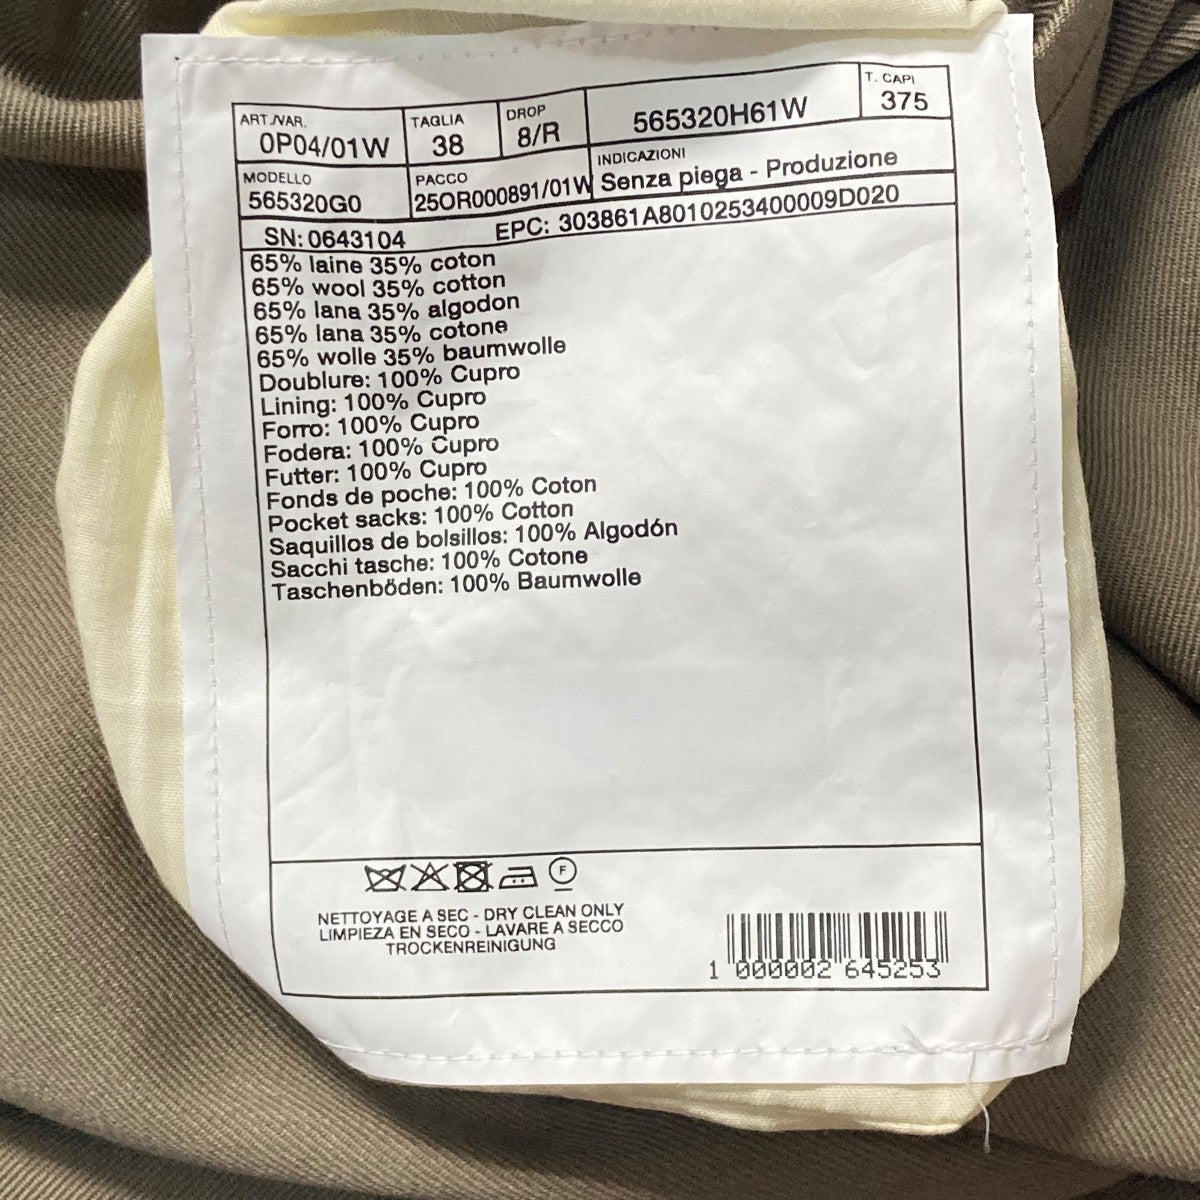 ART./VAR. TAGLIA DROP 565320H61W T. CAPI
0P04/01W 38 8/R 375
MODELLO PACCO INDICAZIONI
565320G0 25OR000891/01W Senza piega - Produzione
SN: 0643104 EPC: 303861A8010253400009D020
65% laine 35% coton
65% wool 35% cotton
65% lana 35% algodon
65% lana 35% cotone
65% wolle 35% baumwolle
Doublure: 100% Cupro
Lining: 100% Cupro
Forro: 100% Cupro
Fodera: 100% Cupro
Futter: 100% Cupro
Fonds de poche: 100% Coton
Pocket sacks: 100% Cotton
Saquillos de bolsillos: 100% Algodón
Sacchi tasche: 100% Cotone
Taschenböden: 100% Baumwolle
F
NETTOYAGE A SEC - DRY CLEAN ONLY
LIMPIEZA EN SECO - LAVARE A SECCO
TROCKENREINIGUNG
1 000002 645253